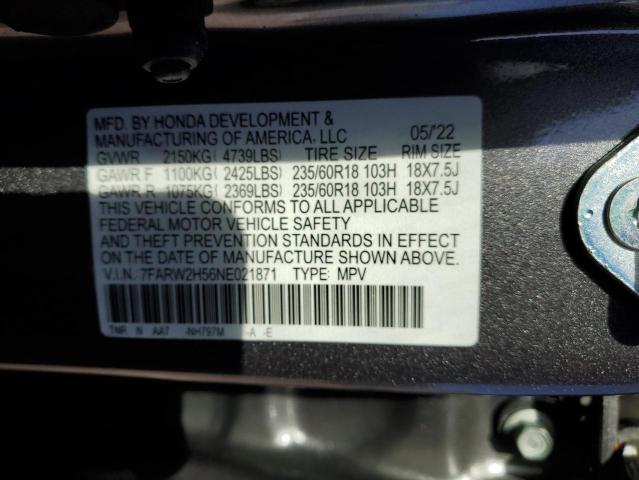 MFD. BY HONDA DEVELOPMENT &
MANUFACTURING OF AMERICA, LLC 05/'22
GVWR 2150KG( 4739LBS) TIRE SIZE RIM SIZE
GAWR F 1100KG( 2425LBS) 235/60R18 103H 18X7.5J
GAWR R 1075KG( 2369LBS) 235/60R18 103H 18X7.5J
THIS VEHICLE CONFORMS TO ALL APPLICABLE
FEDERAL MOTOR VEHICLE SAFETY
AND THEFT PREVENTION STANDARDS IN EFFECT
ON THE DATE OF MANUFACTURE SHOWN ABOVE.
V.I.N.:7FARW2H56NE021871 TYPE: MPV
TNR N AA7 -NH797M -A -E